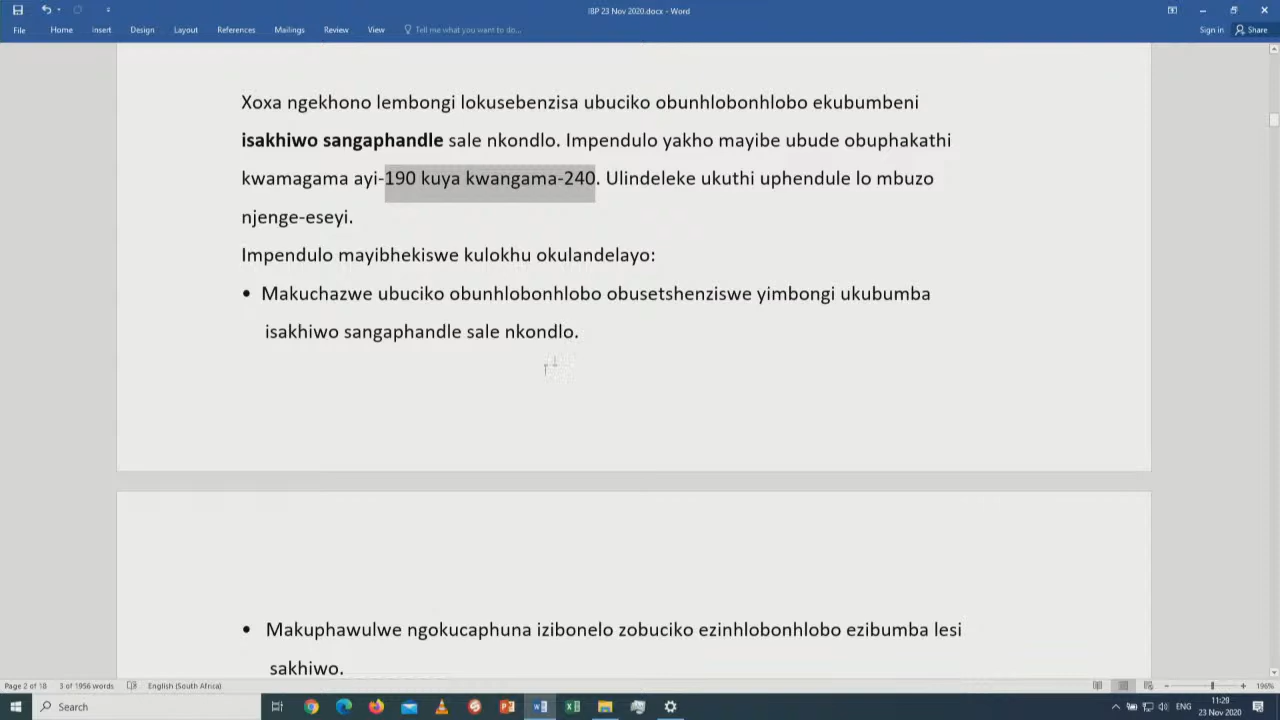 IBP 23 Nov 2020.docx - Word
File Home Insert Design Layout References Mailings Review View Tell me what you want to do... Sign in Share
Xoxa ngekhono lembongi lokusebenzisa ubuciko obunhlobonhlobo ekubumbeni
isakhiwo sangaphandle sale nkondlo. Impendulo yakho mayibe ubude obuphakathi
kwamagama ayi-190 kuya kwangama-240. Ulindeleke ukuthi uphendule lo mbuzo
njenge-eseyi.
Impendulo mayibhekiswe kulokhu okulandelayo:
• Makuchazwe ubuciko obunhlobonhlobo obusetshenziswe yimbongi ukubumba
isakhiwo sangaphandle sale nkondlo.
• Makuphawulwe ngokucaphuna izibonelo zobuciko ezinhlobonhlobo ezibumba lesi
sakhiwo.
Page 2 of 18 3 of 1956 words English (South Africa) 196%
Search ENG 11:29
23 Nov 2020